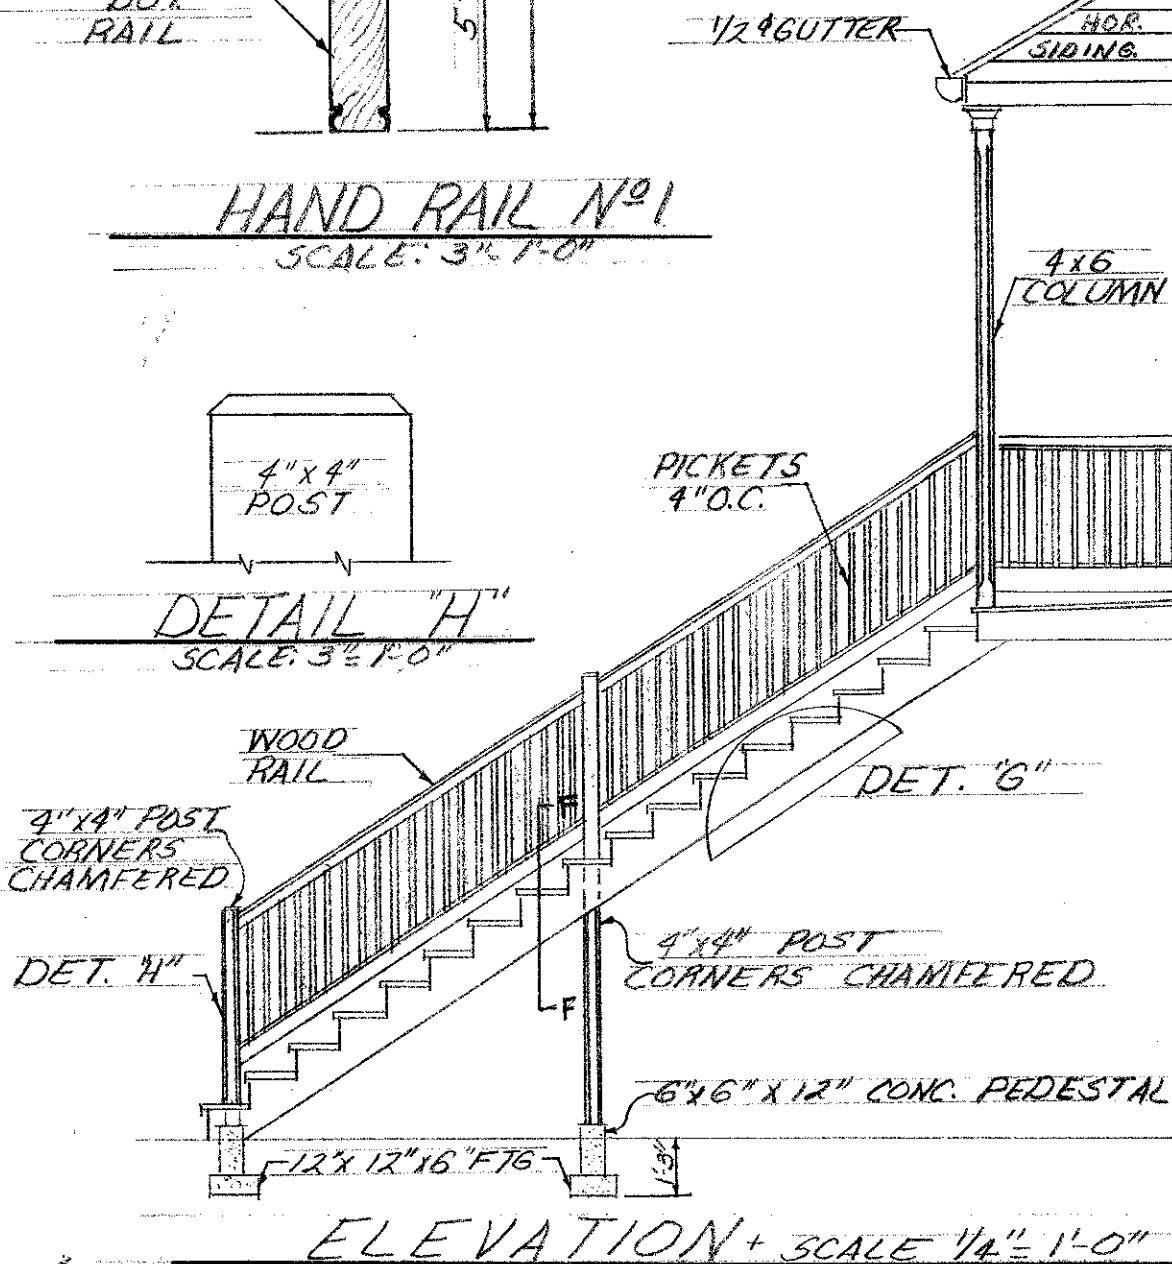 BOT.
RAIL
5
HAND RAIL Nº1
SCALE: 3"= 1'-0"
1/2 ⌀ GUTTER
HOR.
SIDING.
4x6
COLUMN
4"x4"
POST
DETAIL "H"
SCALE: 3"= 1'-0"
PICKETS
4" O.C.
WOOD
RAIL
4"x4" POST
CORNERS
CHAMFERED
DET. "H"
DET. "G"
F
F
4"x4" POST
CORNERS CHAMFERED
6"x6"x12" CONC. PEDESTAL
12"x12"x6" FTG
1'-3"
ELEVATION + SCALE 1/4"= 1'-0"